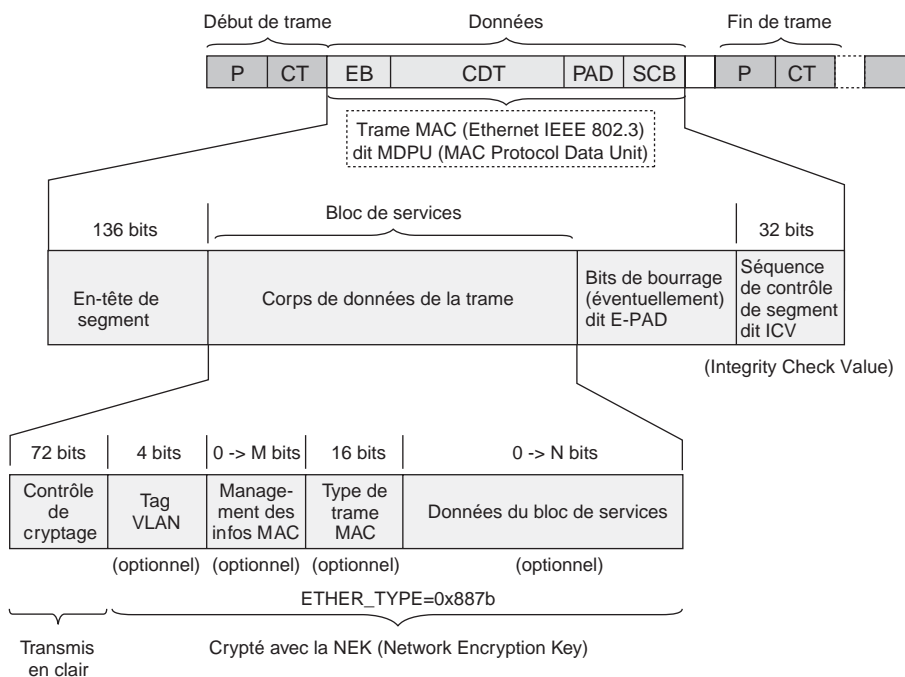 Début de trame
Données
Fin de trame
P
CT
EB
CDT
PAD
SCB
P
CT
Trame MAC (Ethernet IEEE 802.3)
dit MDPU (MAC Protocol Data Unit)
136 bits
Bloc de services
32 bits
En-tête de
segment
Corps de données de la trame
Bits de bourrage
(éventuellement)
dit E-PAD
Séquence
de contrôle
de segment
dit ICV
(Integrity Check Value)
72 bits
4 bits
0 -> M bits
16 bits
0 -> N bits
Contrôle
de
cryptage
Tag
VLAN
Manage-
ment des
infos MAC
Type de
trame
MAC
Données du bloc de services
(optionnel)
(optionnel)
(optionnel)
(optionnel)
ETHER_TYPE=0x887b
Transmis
en clair
Crypté avec la NEK (Network Encryption Key)